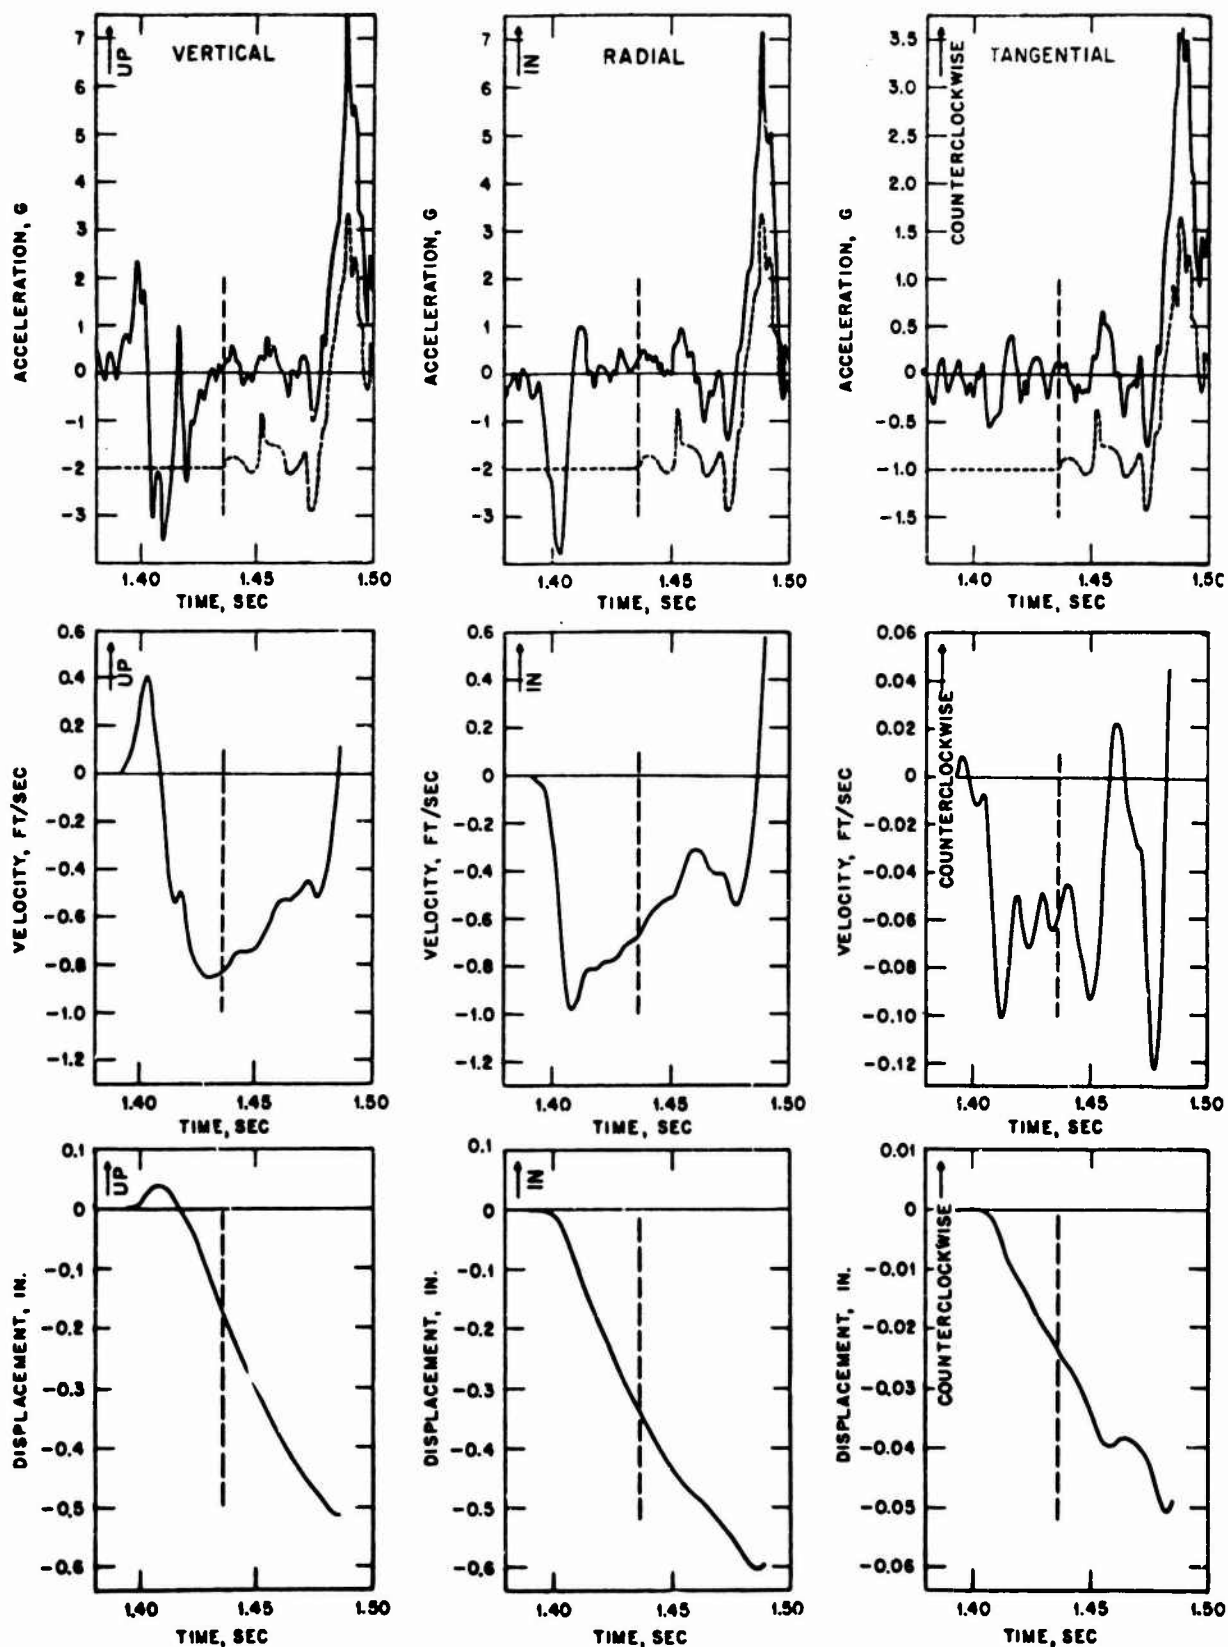 VERTICAL
UP
7
6
5
4
3
2
1
0
-1
-2
-3
ACCELERATION, G
1.40 1.45 1.50
TIME, SEC
RADIAL
IN
7
6
5
4
3
2
1
0
-1
-2
-3
ACCELERATION, G
1.40 1.45 1.50
TIME, SEC
TANGENTIAL
COUNTERCLOCKWISE
3.5
3.0
2.5
2.0
1.5
1.0
0.5
0
-0.5
-1.0
-1.5
ACCELERATION, G
1.40 1.45 1.50
TIME, SEC
UP
0.6
0.4
0.2
0
-0.2
-0.4
-0.6
-0.8
-1.0
-1.2
VELOCITY, FT/SEC
1.40 1.45 1.50
TIME, SEC
IN
0.6
0.4
0.2
0
-0.2
-0.4
-0.6
-0.8
-1.0
-1.2
VELOCITY, FT/SEC
1.40 1.45 1.50
TIME, SEC
COUNTERCLOCKWISE
0.06
0.04
0.02
0
-0.02
-0.04
-0.06
-0.08
-0.10
-0.12
VELOCITY, FT/SEC
1.40 1.45 1.50
TIME, SEC
UP
0.1
0
-0.1
-0.2
-0.3
-0.4
-0.5
-0.6
DISPLACEMENT, IN.
1.40 1.45 1.50
TIME, SEC
IN
0.1
0
-0.1
-0.2
-0.3
-0.4
-0.5
-0.6
DISPLACEMENT, IN.
1.40 1.45 1.50
TIME, SEC
COUNTERCLOCKWISE
0.01
0
-0.01
-0.02
-0.03
-0.04
-0.05
-0.06
DISPLACEMENT, IN.
1.40 1.45 1.50
TIME, SEC